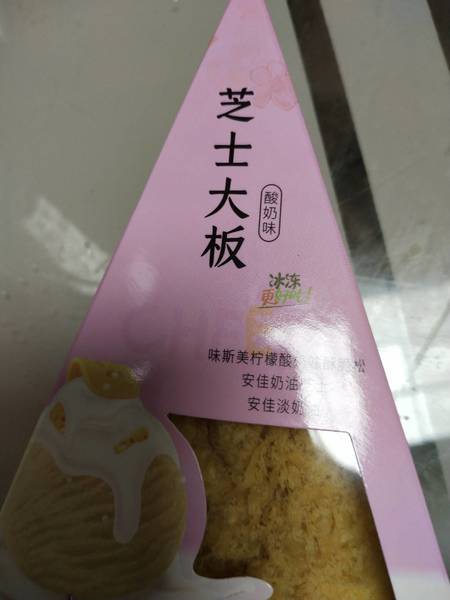 芝士大板
酸奶味
冰冻
更好吃!
味斯美柠檬酸
松
安佳奶油
安佳淡奶